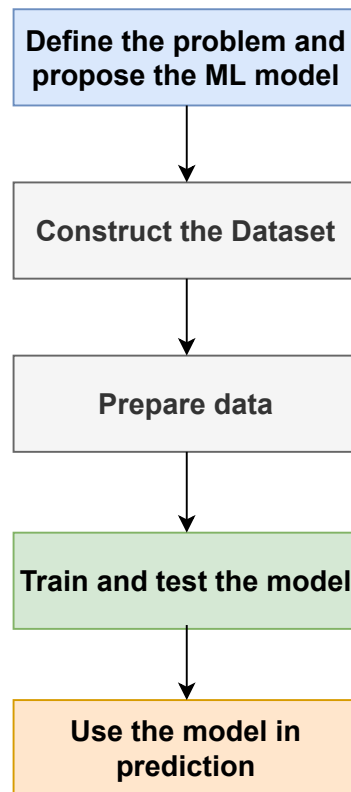 Define the problem and
propose the ML model
Construct the Dataset
Prepare data
Train and test the model
Use the model in
prediction